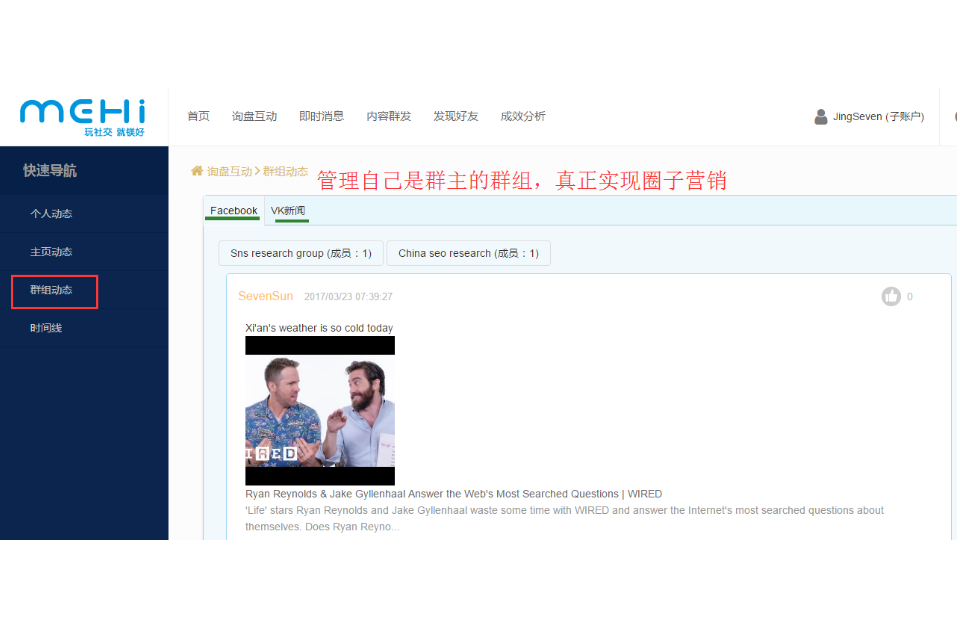 MEHi
玩社交 就镁好
首页 询盘互动 即时消息 内容群发 发现好友 成效分析
JingSeven (子账户)
快速导航
个人动态
主页动态
群组动态
时间线
询盘互动 > 群组动态
管理自己是群主的群组，真正实现圈子营销
Facebook VK新闻
Sns research group (成员：1) China seo research (成员：1)
SevenSun 2017/03/23 07:39:27 0
Xi'an's weather is so cold today
WIRED
Ryan Reynolds & Jake Gyllenhaal Answer the Web's Most Searched Questions | WIRED
'Life' stars Ryan Reynolds and Jake Gyllenhaal waste some time with WIRED and answer the Internet's most searched questions about
themselves. Does Ryan Reyno...